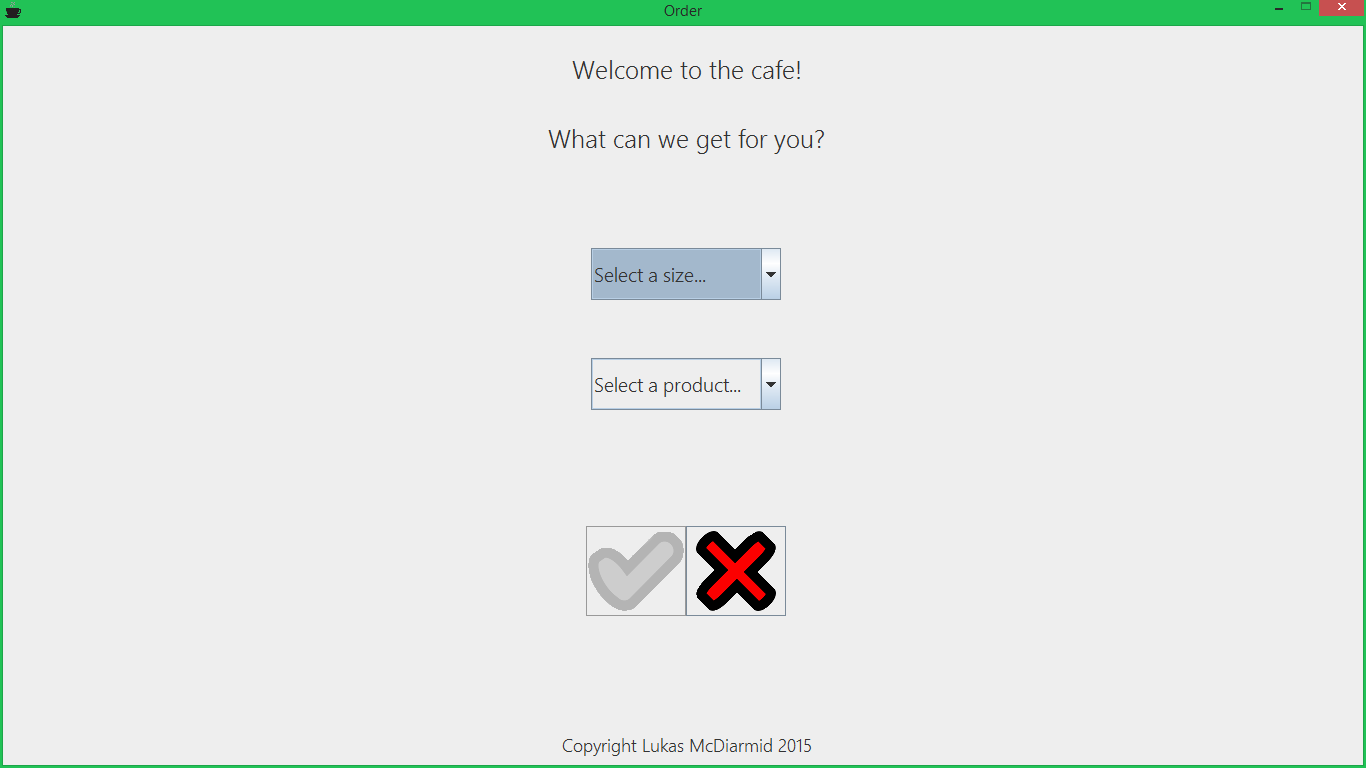 Order
Welcome to the cafe!
What can we get for you?
Select a size...
Select a product...
Copyright Lukas McDiarmid 2015